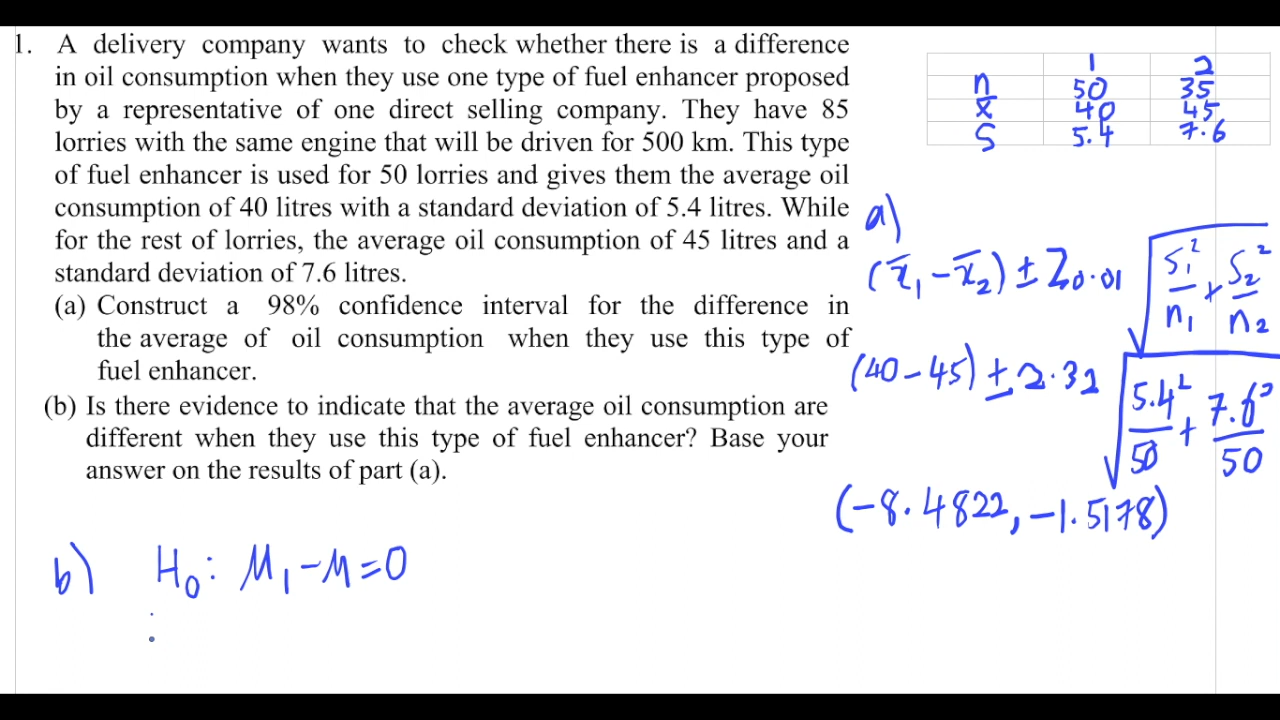 1. A delivery company wants to check whether there is a difference
in oil consumption when they use one type of fuel enhancer proposed
by a representative of one direct selling company. They have 85
lorries with the same engine that will be driven for 500 km. This type
of fuel enhancer is used for 50 lorries and gives them the average oil
consumption of 40 litres with a standard deviation of 5.4 litres. While
for the rest of lorries, the average oil consumption of 45 litres and a
standard deviation of 7.6 litres.
(a) Construct a 98% confidence interval for the difference in
the average of oil consumption when they use this type of
fuel enhancer.
(b) Is there evidence to indicate that the average oil consumption are
different when they use this type of fuel enhancer? Base your
answer on the results of part (a).
1 2
n 50 35
x̄ 40 45
S 5.4 7.6
a)
(x̄₁ - x̄₂) ± Z₀.₀₁ √(S₁²/n₁ + S₂²/n₂)
(40 - 45) ± 2.32 √(5.4²/50 + 7.6²/50)
(-8.4822, -1.5178)
b) H₀: M₁ - M = 0